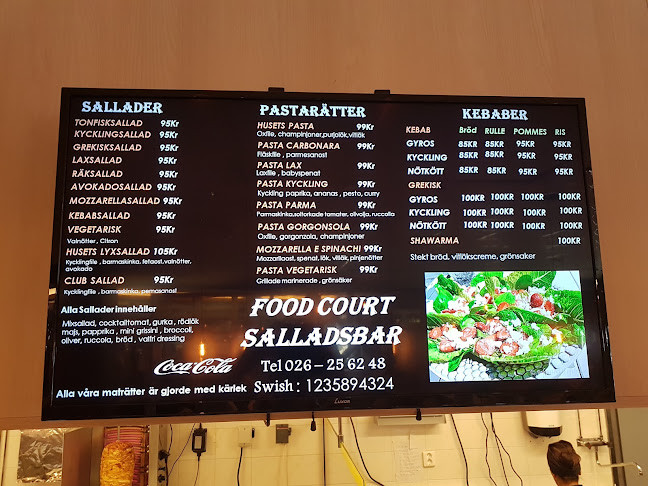 SALLADER
TONFISKSALLAD 95Kr
KYCKLINGSALLAD 95Kr
GREKISKSALLAD 95Kr
LAXSALLAD 95Kr
RÄKSALLAD 95Kr
AVOKADOSALLAD 95Kr
MOZZARELLASALLAD 95Kr
KEBABSALLAD 95Kr
VEGETARISK 95Kr
Valnötter , Citron
HUSETS LYXSALLAD 105Kr
Kycklingfile , barmaskinka, fetaost,valnötter,
avokado
CLUB SALLAD 95Kr
Kycklingfile , barmaskinka, pemasonast
Alla Sallader innehåller
Mixsallad, cocktailtomat, gurka, rödlök
majs, papprika , mini grissini , broccoli,
oliver, ruccola, bröd , valfri dressing
Coca-Cola
Alla våra maträtter är gjorde med kärlek
PASTARÄTTER
HUSETS PASTA 99Kr
Oxfile, champinjoner,purjolök,vitlök
PASTA CARBONARA 99Kr
Fläskfile , parmesanost
PASTA LAX 99Kr
Laxfile , babyspenat
PASTA KYCKLING 99Kr
Kyckling paprika, ananas , pesto, curry
PASTA PARMA 99Kr
Parmaskinka,soltorkade tomater, olivolja, ruccolla
PASTA GORGONSOLA 99Kr
Oxfile, gorgonzola, champinjoner
MOZZARELLA E SPINACHI 99Kr
Mozzarlloost, spenat, lök, vitlök, pinjenötter
PASTA VEGETARISK 99Kr
Grillade marinerade , grönsaker
FOOD COURT
SALLADSBAR
Tel 026 – 25 62 48
Swish : 1235894324
KEBABER
KEBAB Bröd RULLE POMMES RIS
GYROS 85KR 85KR 95KR 95KR
KYCKLING 85KR 85KR 95KR 95KR
NÖTKÖTT 85KR 85KR 95KR 95KR
GREKISK
GYROS 100KR 100KR 100KR 100KR
KYCKLING 100KR 100KR 100KR 100KR
NÖTKÖTT 100KR 100KR 100KR 100KR
SHAWARMA 100KR
Stekt bröd, vitlökscreme, grönsaker
Luxor